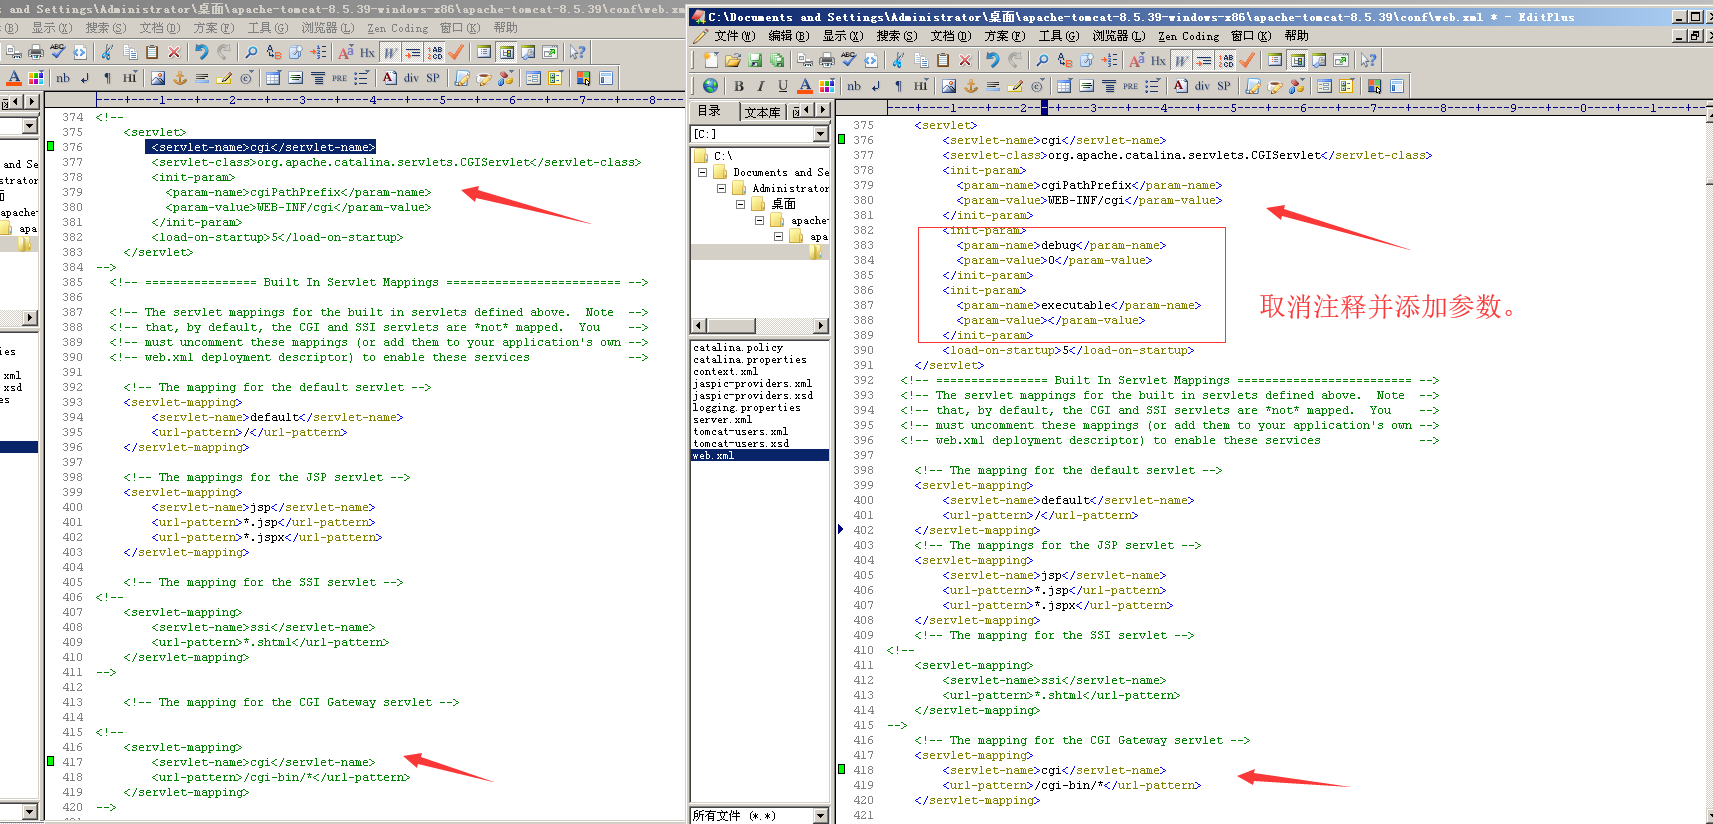 : and Settings\Administrator\桌面\apache-tomcat-8.5.39-windows-x86\apache-tomcat-8.5.39\conf\web.xm
显示(X) 搜索(S) 文档(D) 方案(P) 工具(G) 浏览器(L) Zen Coding 窗口(K) 帮助
----+----1----+----2----+----3----+----4----+----5----+----6----+----7----+----8----
374 <!--
375 <servlet>
376 <servlet-name>cgi</servlet-name>
377 <servlet-class>org.apache.catalina.servlets.CGIServlet</servlet-class>
378 <init-param>
379 <param-name>cgiPathPrefix</param-name>
380 <param-value>WEB-INF/cgi</param-value>
381 </init-param>
382 <load-on-startup>5</load-on-startup>
383 </servlet>
384 -->
385 <!-- ================ Built In Servlet Mappings ========================= -->
386
387 <!-- The servlet mappings for the built in servlets defined above.  Note  -->
388 <!-- that, by default, the CGI and SSI servlets are *not* mapped.  You    -->
389 <!-- must uncomment these mappings (or add them to your application's own -->
390 <!-- web.xml deployment descriptor) to enable these services              -->
391
392 <!-- The mapping for the default servlet -->
393 <servlet-mapping>
394 <servlet-name>default</servlet-name>
395 <url-pattern>/</url-pattern>
396 </servlet-mapping>
397
398 <!-- The mappings for the JSP servlet -->
399 <servlet-mapping>
400 <servlet-name>jsp</servlet-name>
401 <url-pattern>*.jsp</url-pattern>
402 <url-pattern>*.jspx</url-pattern>
403 </servlet-mapping>
404
405 <!-- The mapping for the SSI servlet -->
406 <!--
407 <servlet-mapping>
408 <servlet-name>ssi</servlet-name>
409 <url-pattern>*.shtml</url-pattern>
410 </servlet-mapping>
411 -->
412
413 <!-- The mapping for the CGI Gateway servlet -->
414
415 <!--
416 <servlet-mapping>
417 <servlet-name>cgi</servlet-name>
418 <url-pattern>/cgi-bin/*</url-pattern>
419 </servlet-mapping>
420 -->
C:\Documents and Settings\Administrator\桌面\apache-tomcat-8.5.39-windows-x86\apache-tomcat-8.5.39\conf\web.xml * - EditPlus
文件(F) 编辑(E) 显示(X) 搜索(S) 文档(D) 方案(P) 工具(G) 浏览器(L) Zen Coding 窗口(K) 帮助
目录 文本库
[C:]
C:\
Documents and Se
Administrator
桌面
apache-
apa
catalina.policy
catalina.properties
context.xml
jaspic-providers.xml
jaspic-providers.xsd
logging.properties
server.xml
tomcat-users.xml
tomcat-users.xsd
web.xml
所有文件 (*.*)
----+----1----+----2----+----3----+----4----+----5----+----6----+----7----+----8----+----9----+----0----+----1----+--
375 <servlet>
376 <servlet-name>cgi</servlet-name>
377 <servlet-class>org.apache.catalina.servlets.CGIServlet</servlet-class>
378 <init-param>
379 <param-name>cgiPathPrefix</param-name>
380 <param-value>WEB-INF/cgi</param-value>
381 </init-param>
382 <init-param>
383 <param-name>debug</param-name>
384 <param-value>0</param-value>
385 </init-param>
386 <init-param>
387 <param-name>executable</param-name>
388 <param-value></param-value>
389 </init-param>
390 <load-on-startup>5</load-on-startup>
391 </servlet>
392 <!-- ================ Built In Servlet Mappings ========================= -->
393 <!-- The servlet mappings for the built in servlets defined above.  Note  -->
394 <!-- that, by default, the CGI and SSI servlets are *not* mapped.  You    -->
395 <!-- must uncomment these mappings (or add them to your application's own -->
396 <!-- web.xml deployment descriptor) to enable these services              -->
397
398 <!-- The mapping for the default servlet -->
399 <servlet-mapping>
400 <servlet-name>default</servlet-name>
401 <url-pattern>/</url-pattern>
402 </servlet-mapping>
403 <!-- The mappings for the JSP servlet -->
404 <servlet-mapping>
405 <servlet-name>jsp</servlet-name>
406 <url-pattern>*.jsp</url-pattern>
407 <url-pattern>*.jspx</url-pattern>
408 </servlet-mapping>
409 <!-- The mapping for the SSI servlet -->
410 <!--
411 <servlet-mapping>
412 <servlet-name>ssi</servlet-name>
413 <url-pattern>*.shtml</url-pattern>
414 </servlet-mapping>
415 -->
416 <!-- The mapping for the CGI Gateway servlet -->
417 <servlet-mapping>
418 <servlet-name>cgi</servlet-name>
419 <url-pattern>/cgi-bin/*</url-pattern>
420 </servlet-mapping>
421
取消注释并添加参数。